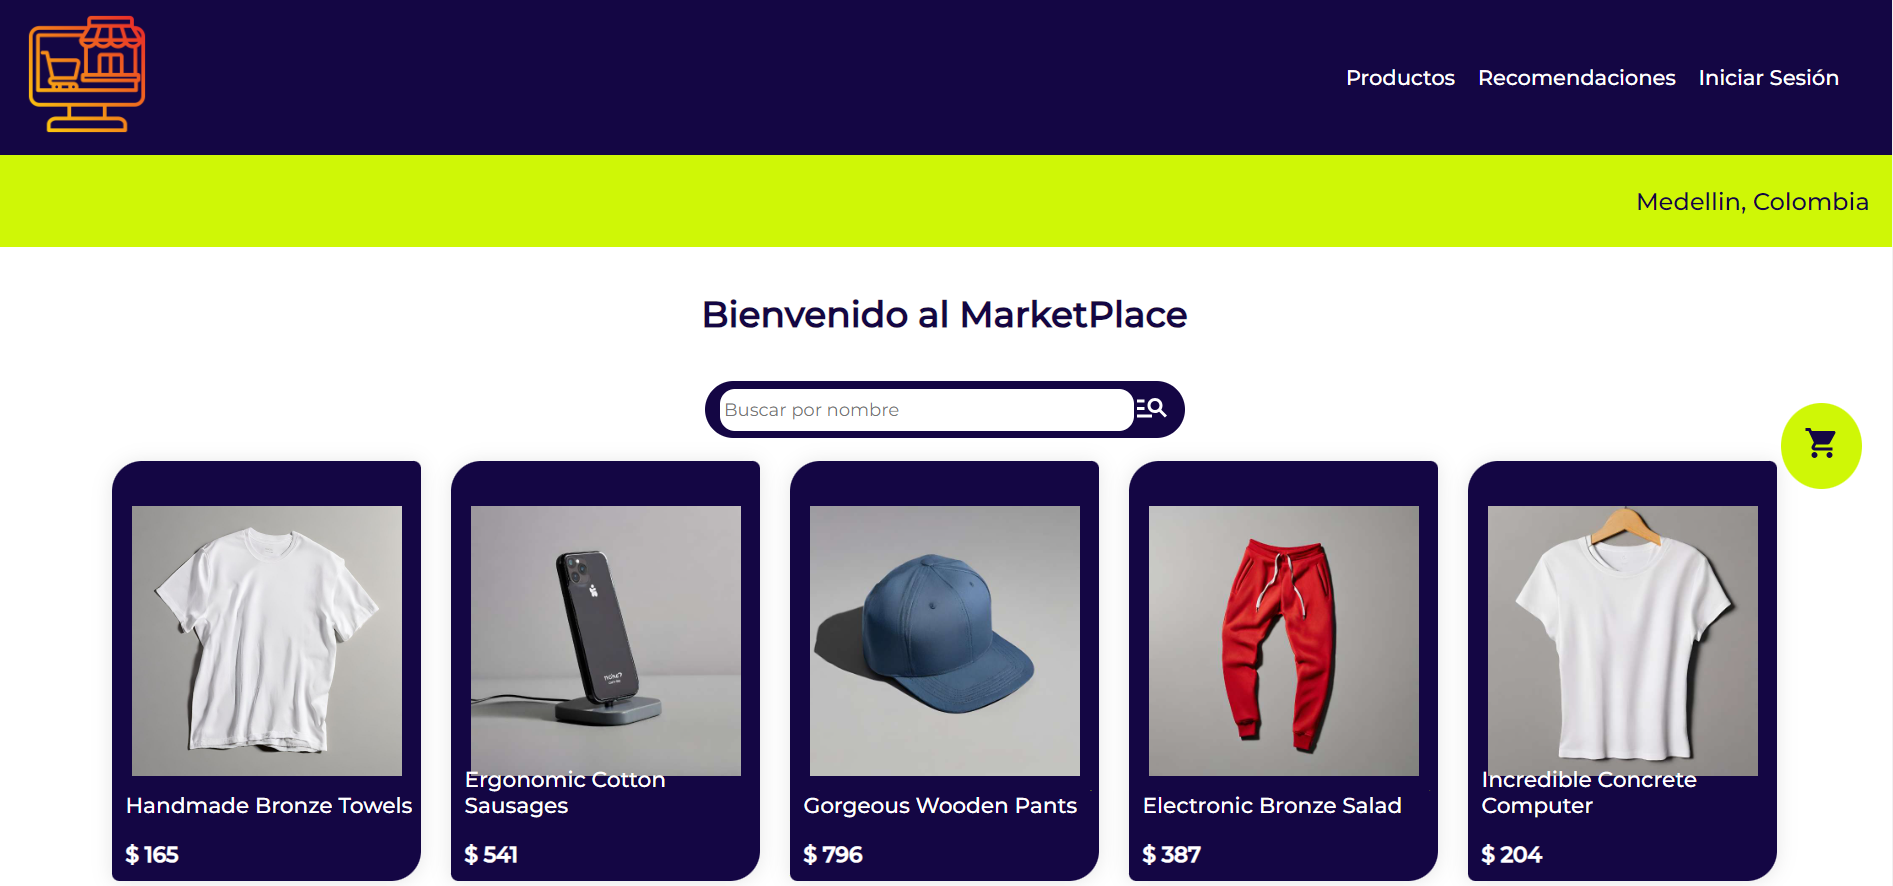 Productos Recomendaciones Iniciar Sesión
Medellin, Colombia
Bienvenido al MarketPlace
Buscar por nombre
Handmade Bronze Towels
$ 165
Ergonomic Cotton
Sausages
$ 541
Gorgeous Wooden Pants
$ 796
Electronic Bronze Salad
$ 387
Incredible Concrete
Computer
$ 204